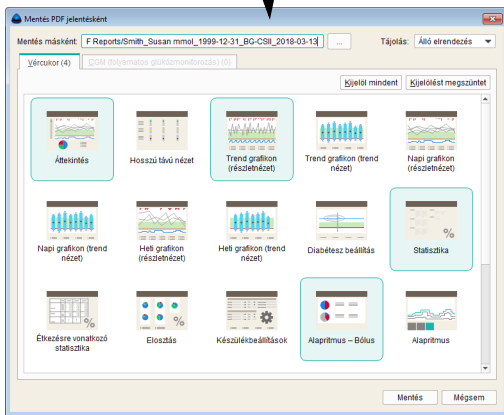 Mentés PDF jelentésként
Mentés másként: F Reports/Smith_Susan mmol_1999-12-31_BG-CSII_2018-03-13 ... Tájolás: Álló elrendezés
Vércukor (4) CGM (folyamatos glükózmonitorozás) (0)
Kijelöl mindent Kijelölést megszüntet
Áttekintés
Hosszú távú nézet
Trend grafikon
(részletnézet)
Trend grafikon (trend
nézet)
Napi grafikon
(részletnézet)
Napi grafikon (trend
nézet)
Heti grafikon
(részletnézet)
Heti grafikon (trend
nézet)
Diabétesz beállítás
Statisztika
Étkezésre vonatkozó
statisztika
Eloszlás
Készülékbeállítások
Alapritmus – Bólus
Alapritmus
Mentés Mégsem